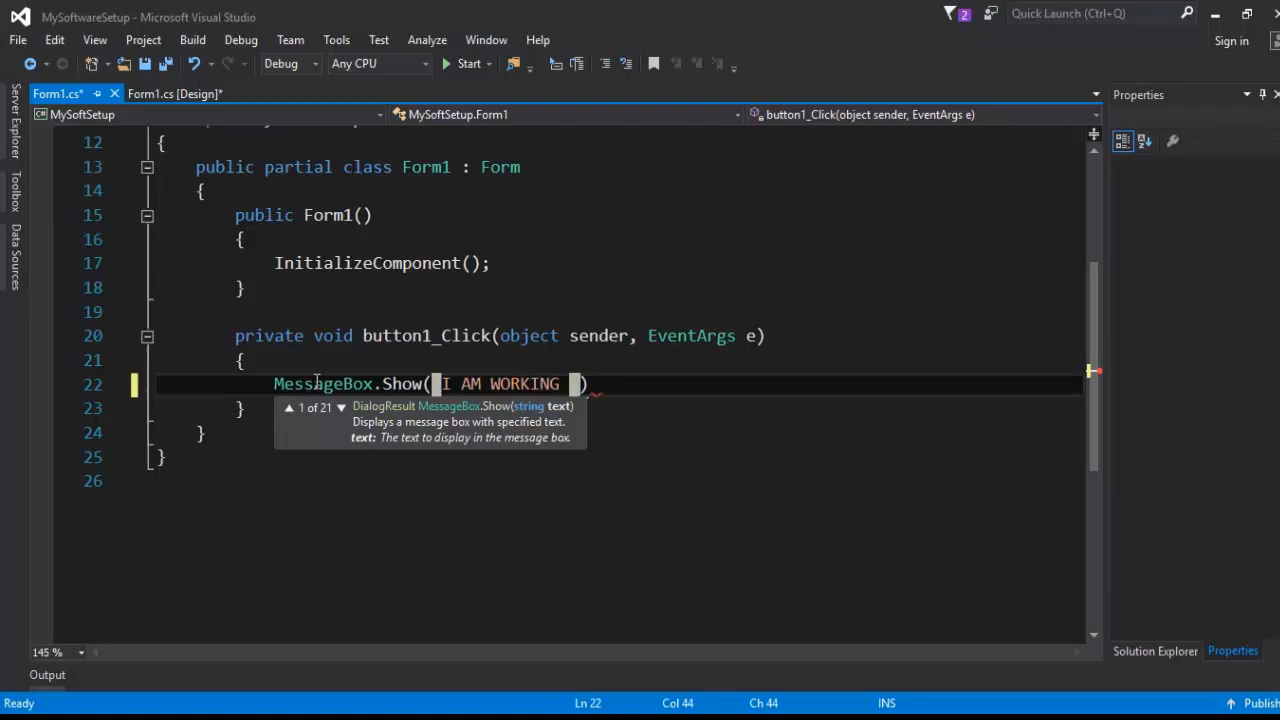 MySoftwareSetup - Microsoft Visual Studio
2
Quick Launch (Ctrl+Q)
File Edit View Project Build Debug Team Tools Test Analyze Window Help
Sign in
Debug Any CPU Start
Form1.cs* Form1.cs [Design]*
Properties
MySoftSetup MySoftSetup.Form1 button1_Click(object sender, EventArgs e)
Server Explorer
Toolbox
Data Sources
12 {
13 public partial class Form1 : Form
14 {
15 public Form1()
16 {
17 InitializeComponent();
18 }
19
20 private void button1_Click(object sender, EventArgs e)
21 {
22 MessageBox.Show( I AM WORKING )
23 }
1 of 21 DialogResult MessageBox.Show(string text)
Displays a message box with specified text.
text: The text to display in the message box.
24 }
25 }
26
145 %
Solution Explorer Properties
Output
Ready Ln 22 Col 44 Ch 44 INS Publish